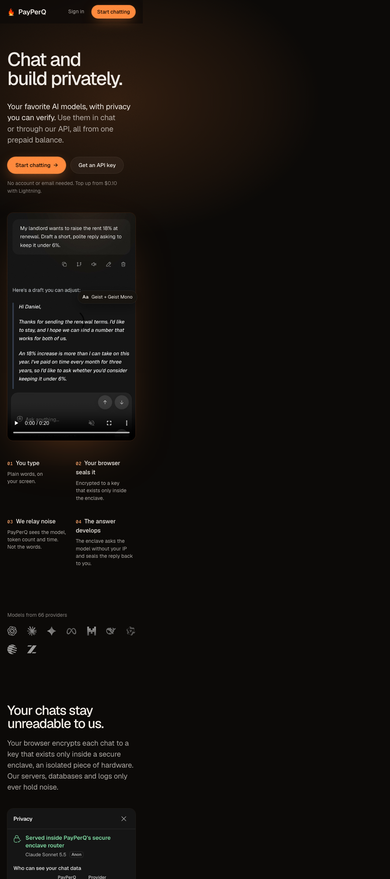 PayPerQ
Sign in
Start chatting
Chat and
build privately.
Your favorite AI models, with privacy
you can verify. Use them in chat
or through our API, all from one
prepaid balance.
Start chatting →
Get an API key
No account or email needed. Top up from $0.10
with Lightning.
My landlord wants to raise the rent 18% at
renewal. Draft a short, polite reply asking to
keep it under 6%.
Here's a draft you can adjust:
Aa Geist + Geist Mono
Hi Daniel,
Thanks for sending the renewal terms. I'd like
to stay, and I hope we can find a number that
works for both of us.
An 18% increase is more than I can take on this
year. I've paid on time every month for three
years, so I'd like to ask whether you'd consider
keeping it under 6%.
Ask anything...
0:00 / 0:20
01 You type
Plain words, on
your screen.
02 Your browser
seals it
Encrypted to a key
that exists only inside
the enclave.
03 We relay noise
PayPerQ sees the model,
token count and time.
Not the words.
04 The answer
develops
The enclave asks the
model without your IP
and seals the reply back
to you.
Models from 66 providers
Your chats stay
unreadable to us.
Your browser encrypts each chat to a
key that exists only inside a secure
enclave, an isolated piece of hardware.
Our servers, databases and logs only
ever hold noise.
Privacy
Served inside PayPerQ's secure
enclave router
Claude Sonnet 5.5 Anon
Who can see your chat data
PayPerQ Provider